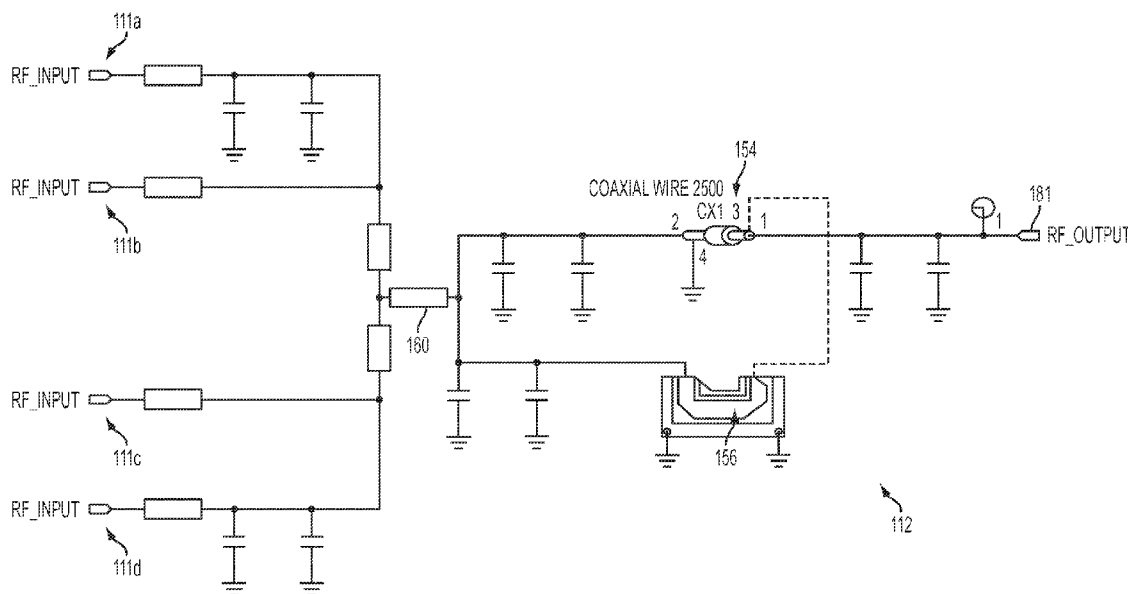 111a
RF_INPUT
RF_INPUT
111b
154
COAXIAL WIRE 2500
CX1 3
2
1
4
1
181
RF_OUTPUT
160
RF_INPUT
111c
156
RF_INPUT
111d
112